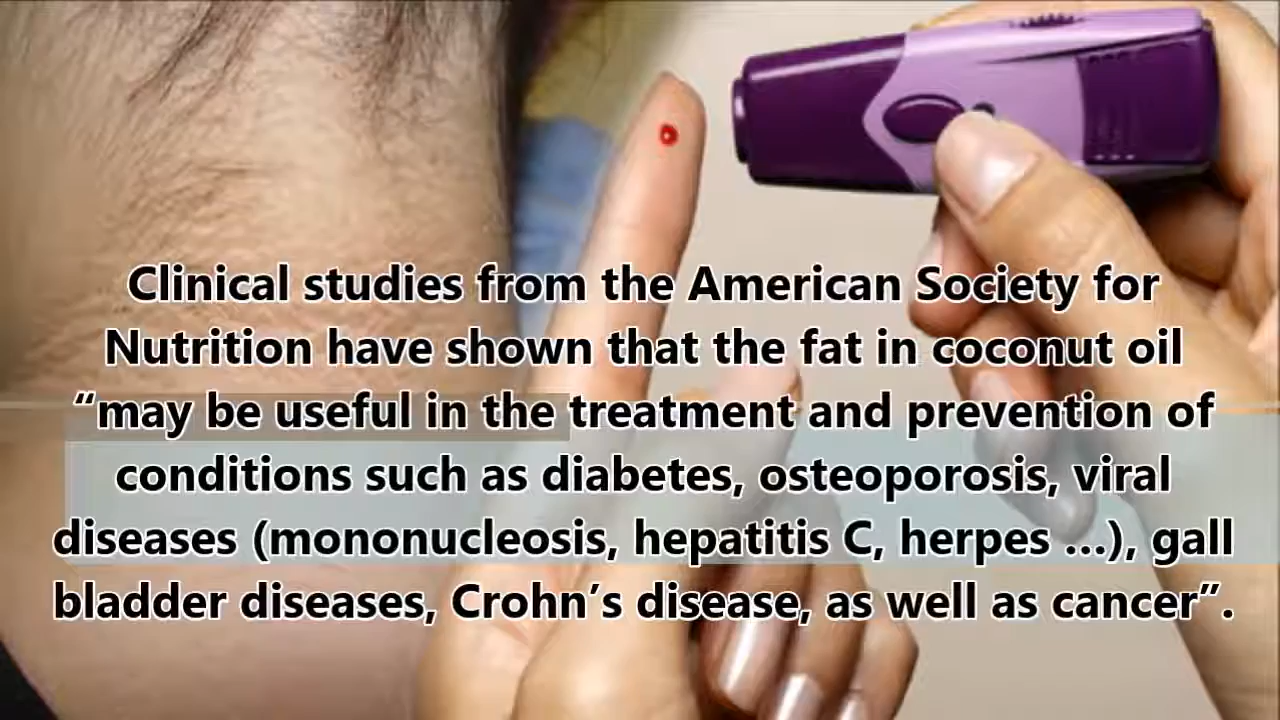 Clinical studies from the American Society for
Nutrition have shown that the fat in coconut oil
“may be useful in the treatment and prevention of
conditions such as diabetes, osteoporosis, viral
diseases (mononucleosis, hepatitis C, herpes ...), gall
bladder diseases, Crohn’s disease, as well as cancer”.